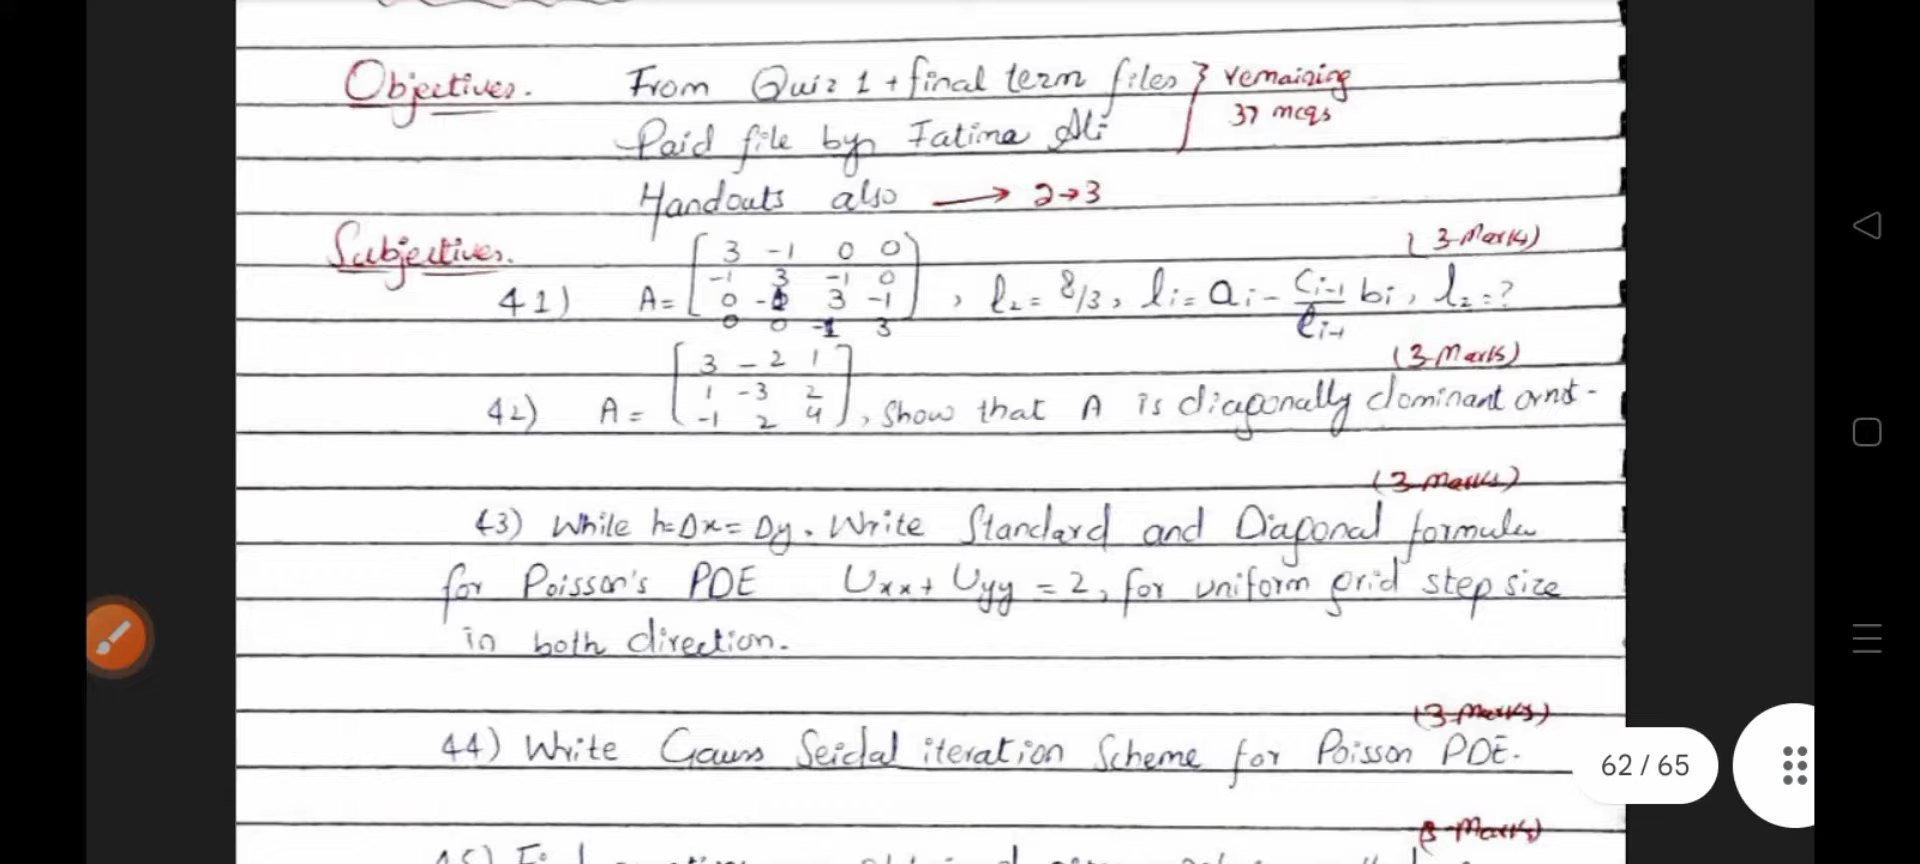 Objectives. From Quiz 1 + final term files } remaining
37 mcqs
Paid file by Fatima Ali
Handouts also → 2→3
Subjectives. (3 Marks)
41) A= [ 3 -1 0 0
-1 3 -1 0
0 -1 3 -1
0 0 -1 3 ] , l₂= 8/3, lᵢ= aᵢ- cᵢ₋₁/lᵢ₋₁ bᵢ, l₂=?
(3 Marks)
42) A= [ 3 -2 1
1 -3 2
-1 2 4 ], Show that A is diagonally dominant or not.
(3 marks)
43) While h=Δx=Δy. Write Standard and Diagonal formula
for Poisson's PDE Uxx+ Uyy = 2, for uniform grid step size
in both direction.
(3 marks)
44) Write Gauss Seidal iteration Scheme for Poisson PDE.
62/65